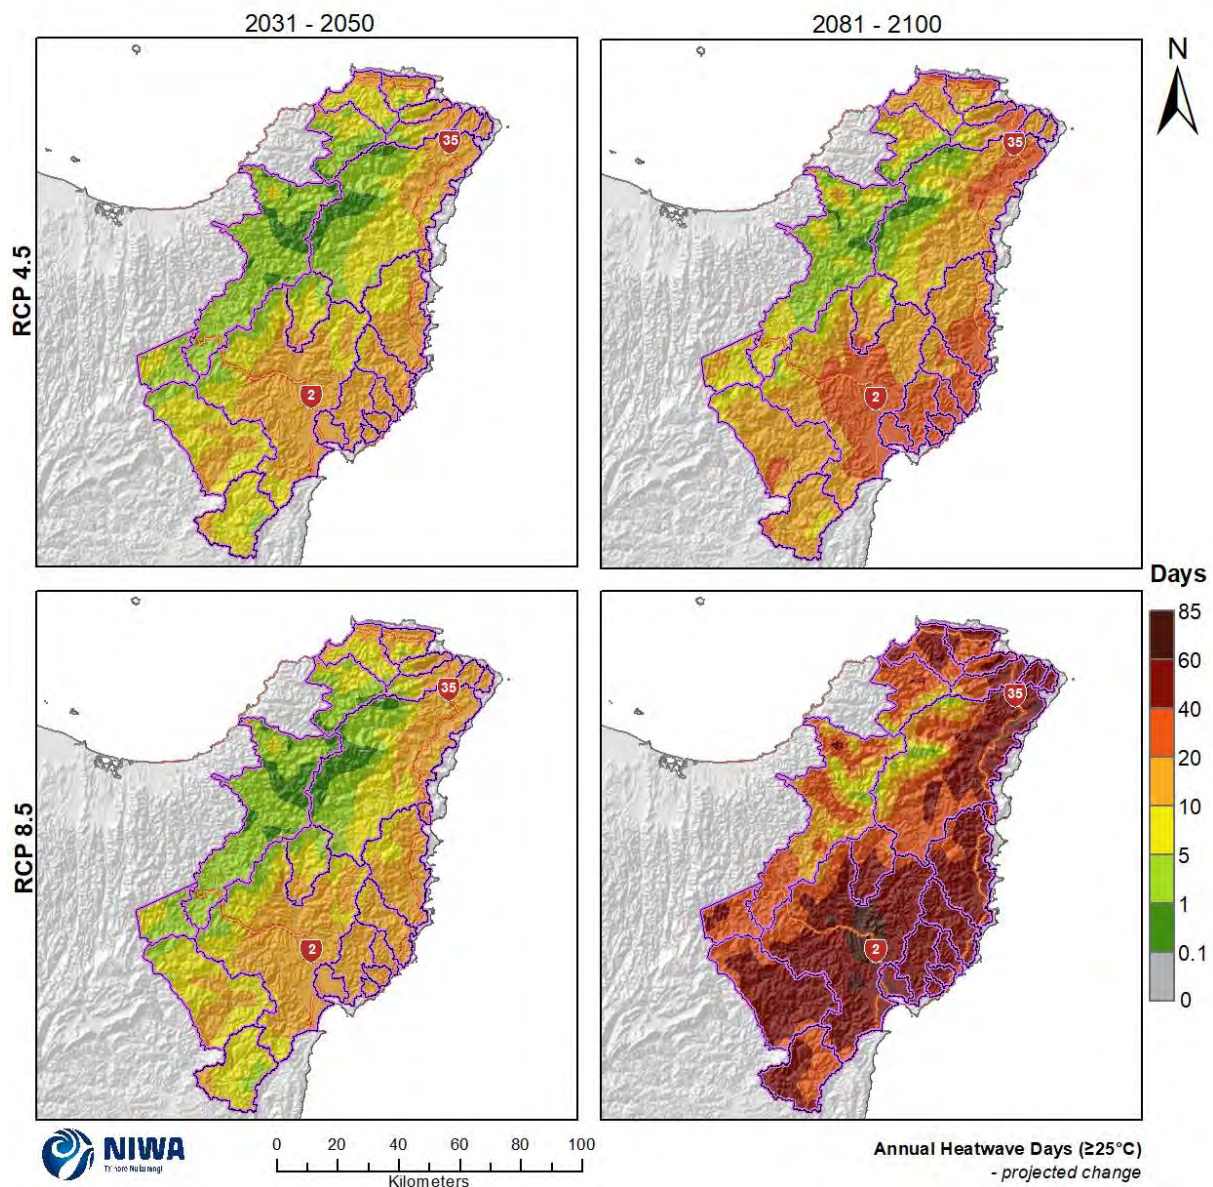 2031 - 2050
2081 - 2100
N
RCP 4.5
35
2
35
2
Days
85
60
40
20
10
5
1
0.1
0
RCP 8.5
35
2
35
2
NIWA
0 20 40 60 80 100
Kilometers
Annual Heatwave Days (≥25°C)
- projected change